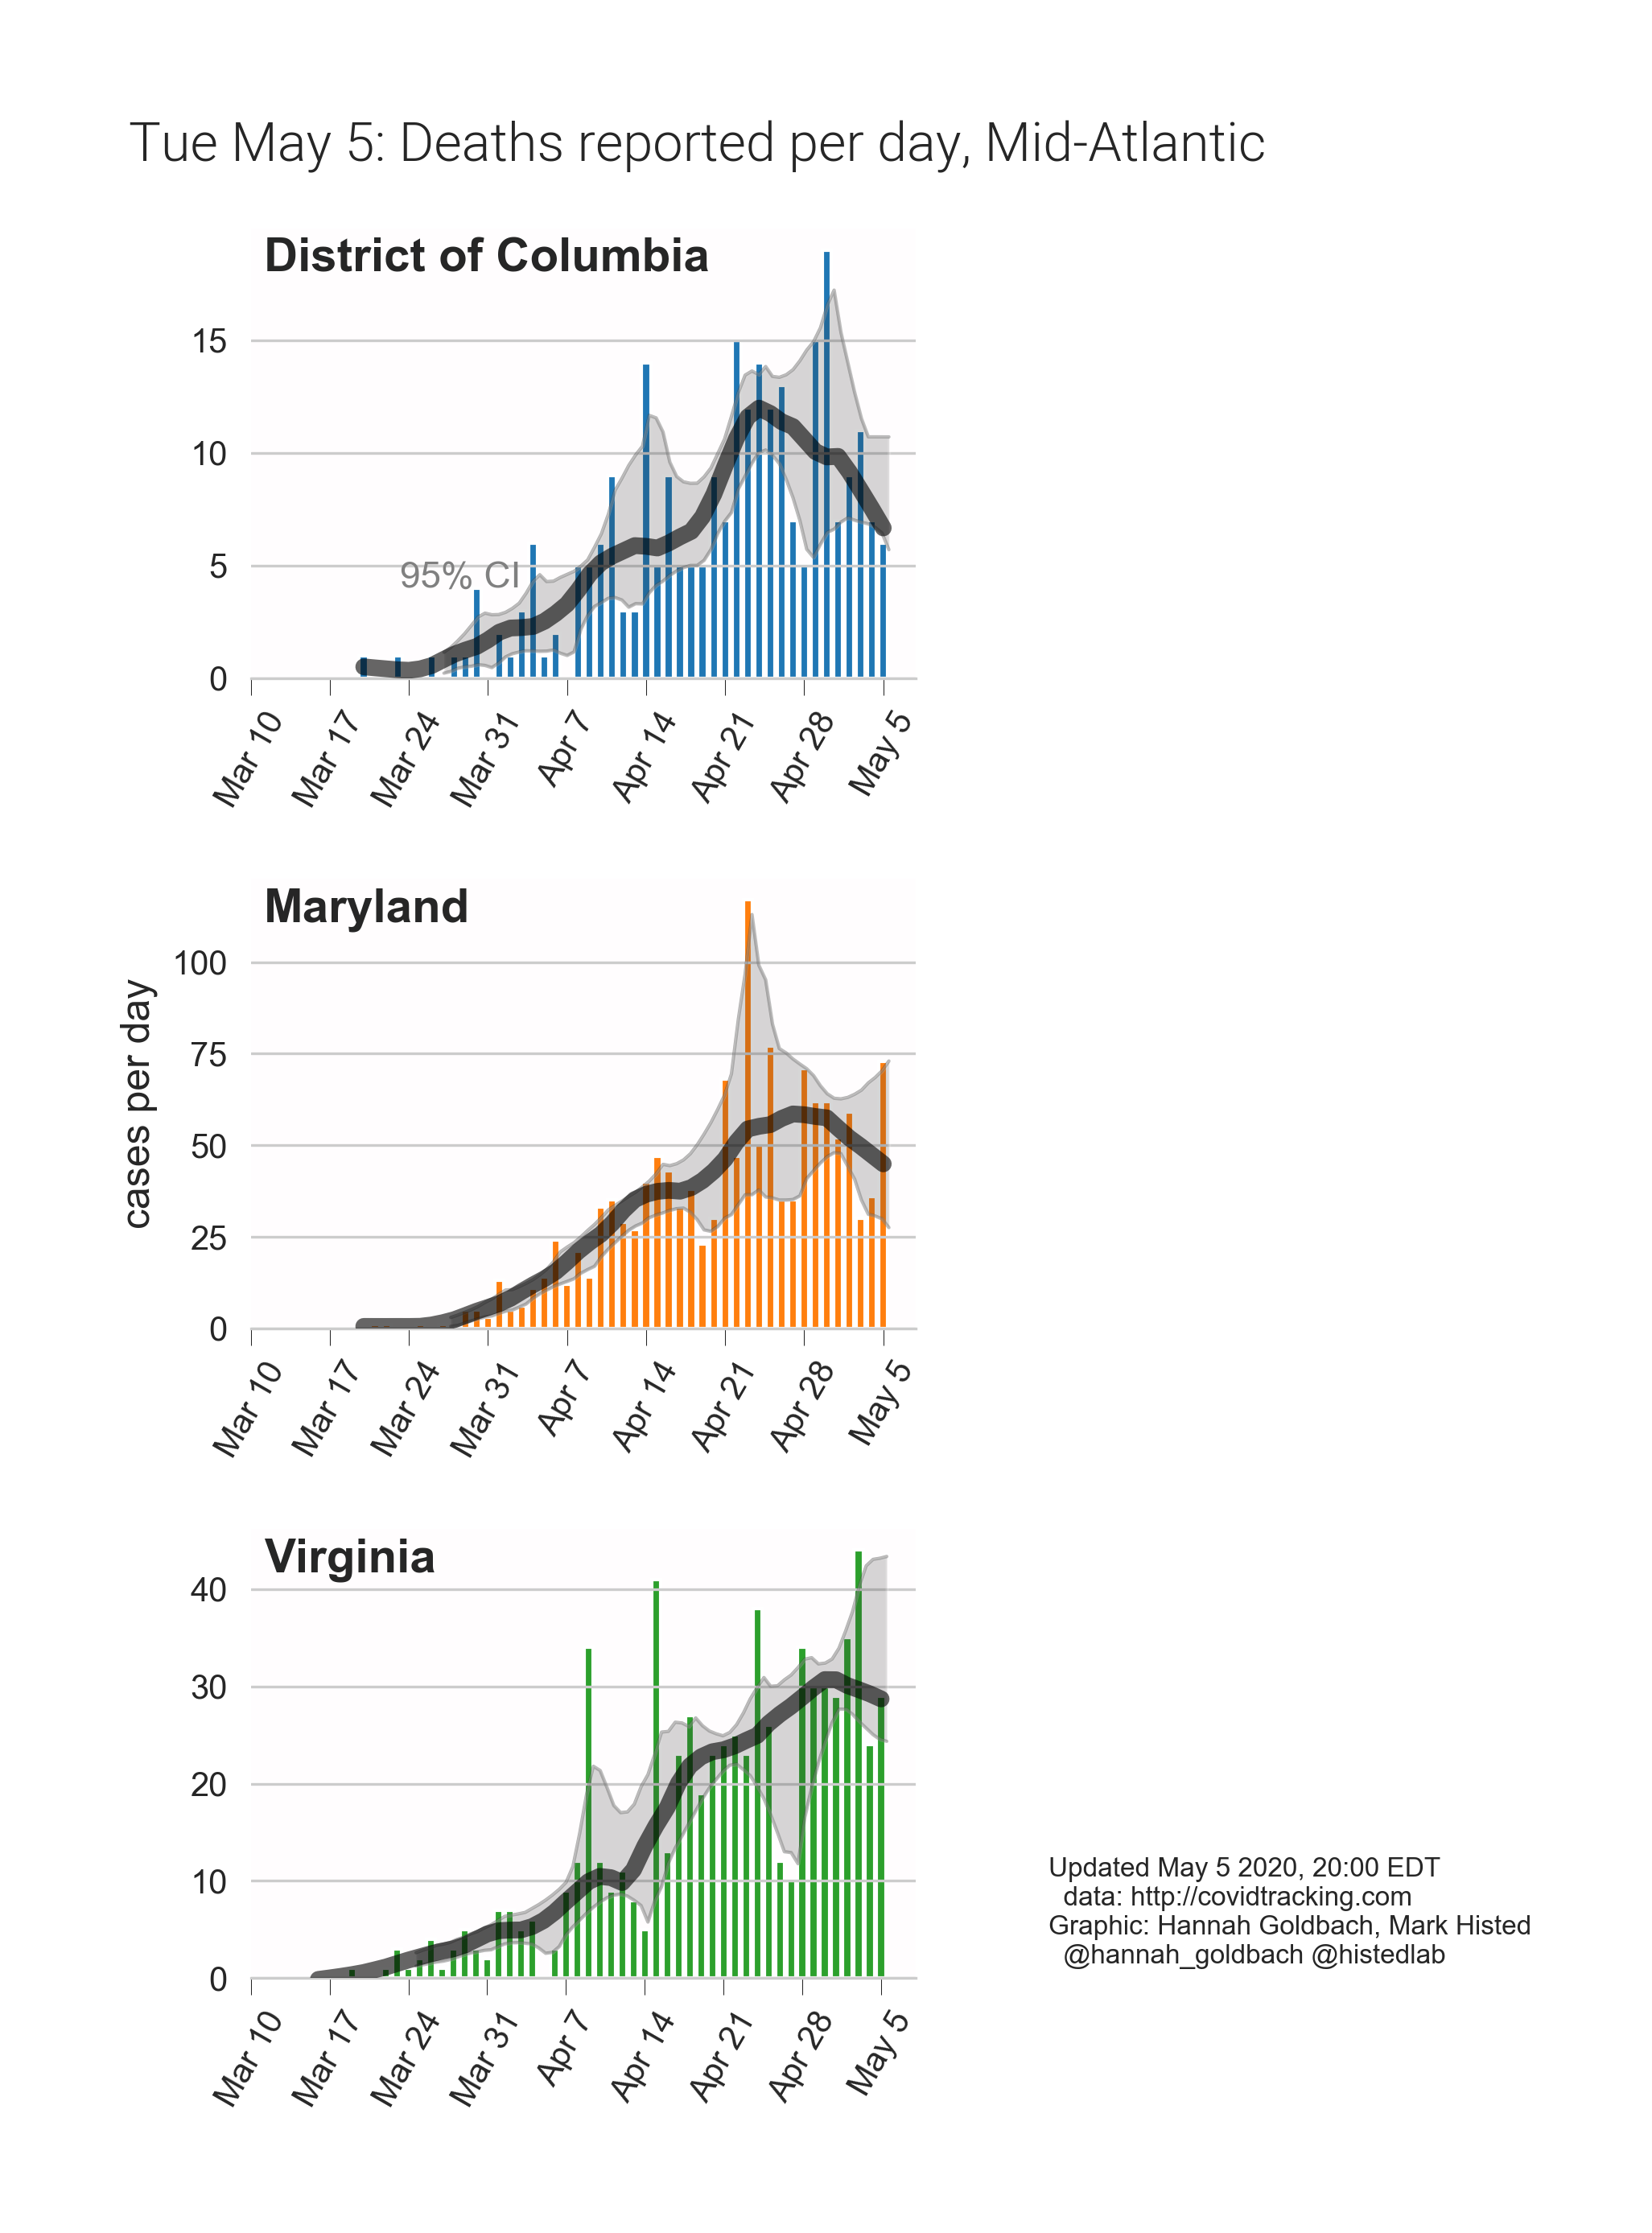 Tue May 5: Deaths reported per day, Mid-Atlantic
District of Columbia
15
10
5
0
95% CI
Mar 10
Mar 17
Mar 24
Mar 31
Apr 7
Apr 14
Apr 21
Apr 28
May 5
Maryland
cases per day
100
75
50
25
0
Mar 10
Mar 17
Mar 24
Mar 31
Apr 7
Apr 14
Apr 21
Apr 28
May 5
Virginia
40
30
20
10
0
Mar 10
Mar 17
Mar 24
Mar 31
Apr 7
Apr 14
Apr 21
Apr 28
May 5
Updated May 5 2020, 20:00 EDT
data: http://covidtracking.com
Graphic: Hannah Goldbach, Mark Histed
@hannah_goldbach @histedlab